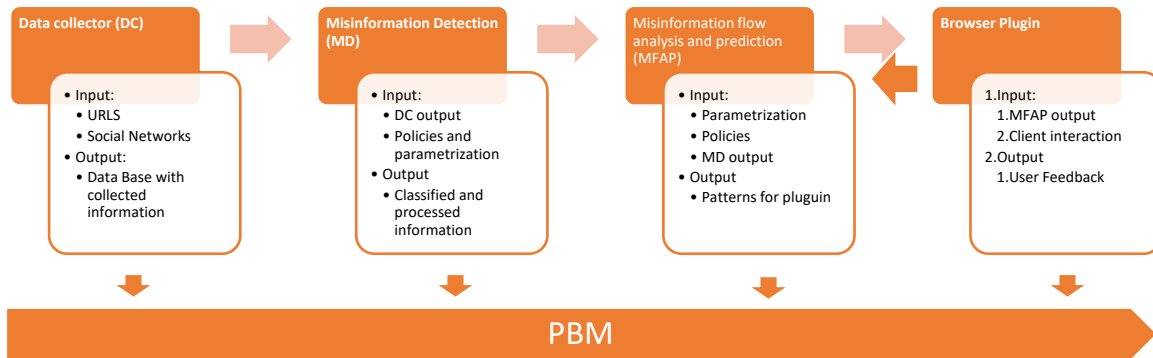 Data collector (DC)
• Input:
• URLS
• Social Networks
• Output:
• Data Base with
collected
information
Misinformation Detection
(MD)
• Input:
• DC output
• Policies and
parametrization
• Output
• Classified and
processed
information
Misinformation flow
analysis and prediction
(MFAP)
• Input:
• Parametrization
• Policies
• MD output
• Output
• Patterns for pluguin
Browser Plugin
1.Input:
1.MFAP output
2.Client interaction
2.Output
1.User Feedback
PBM